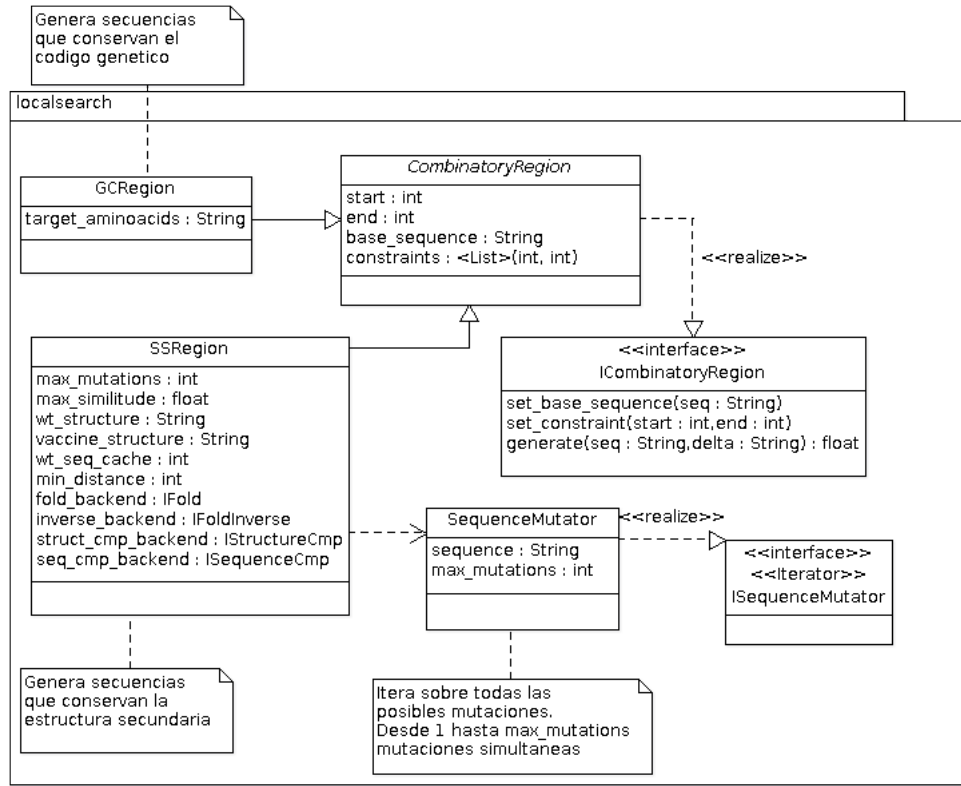 Genera secuencias
que conservan el
codigo genetico
localsearch
GCRegion
target_aminoacids : String
CombinatoryRegion
start : int
end : int
base_sequence : String
constraints : <List>(int, int)
<<realize>>
SSRegion
max_mutations : int
max_similitude : float
wt_structure : String
vaccine_structure : String
wt_seq_cache : int
min_distance : int
fold_backend : IFold
inverse_backend : IFoldInverse
struct_cmp_backend : IStructureCmp
seq_cmp_backend : ISequenceCmp
<<interface>>
ICombinatoryRegion
set_base_sequence(seq : String)
set_constraint(start : int,end : int)
generate(seq : String,delta : String) : float
SequenceMutator
sequence : String
max_mutations : int
<<realize>>
<<interface>>
<<Iterator>>
ISequenceMutator
Genera secuencias
que conservan la
estructura secundaria
Itera sobre todas las
posibles mutaciones.
Desde 1 hasta max_mutations
mutaciones simultaneas